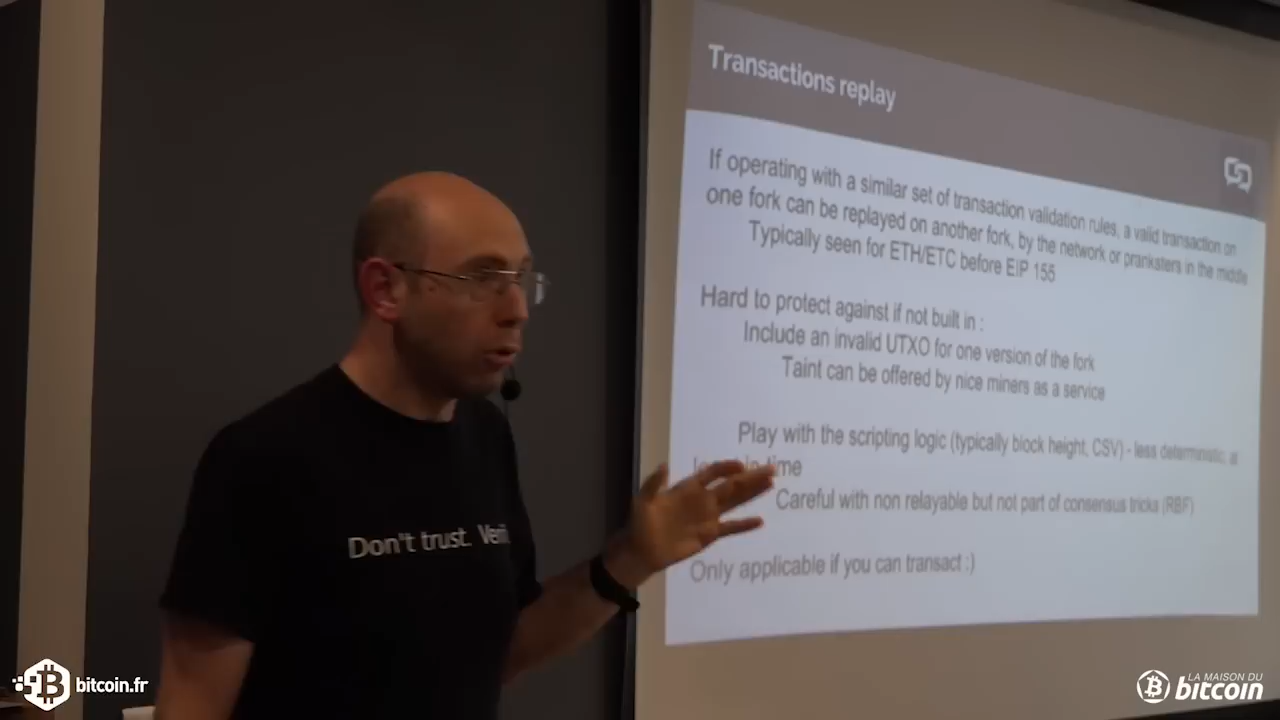 Transactions replay
If operating with a similar set of transaction validation rules, a valid transaction on
one fork can be replayed on another fork, by the network or pranksters in the middle
Typically seen for ETH/ETC before EIP 155
Hard to protect against if not built in :
Include an invalid UTXO for one version of the fork
Taint can be offered by nice miners as a service
Play with the scripting logic (typically block height, CSV) - less deterministic, at
time
Careful with non relayable but not part of consensus tricks (RBF)
Only applicable if you can transact :)
Don't trust. Veri
bitcoin.fr
LA MAISON DU
bitcoin